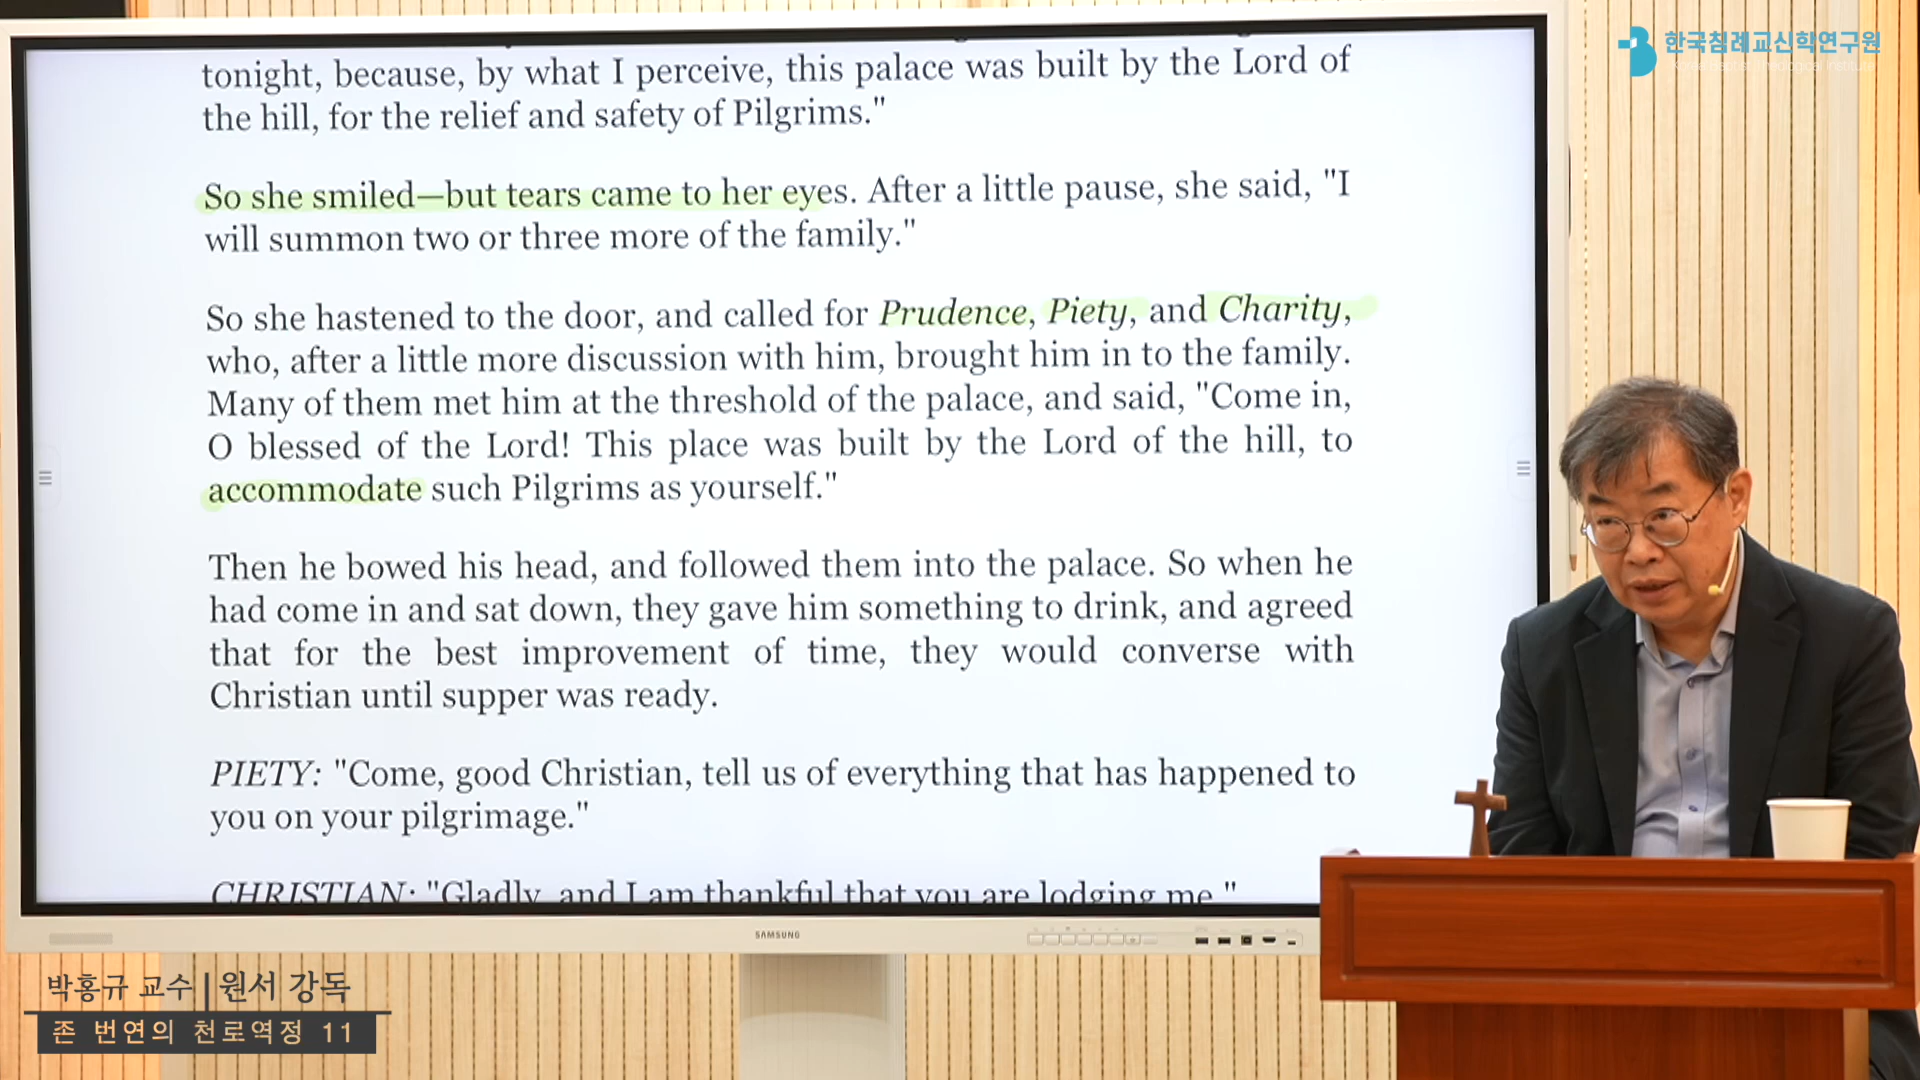 tonight, because, by what I perceive, this palace was built by the Lord of
the hill, for the relief and safety of Pilgrims."
So she smiled—but tears came to her eyes. After a little pause, she said, "I
will summon two or three more of the family."
So she hastened to the door, and called for Prudence, Piety, and Charity,
who, after a little more discussion with him, brought him in to the family.
Many of them met him at the threshold of the palace, and said, "Come in,
O blessed of the Lord! This place was built by the Lord of the hill, to
accommodate such Pilgrims as yourself."
Then he bowed his head, and followed them into the palace. So when he
had come in and sat down, they gave him something to drink, and agreed
that for the best improvement of time, they would converse with
Christian until supper was ready.
PIETY: "Come, good Christian, tell us of everything that has happened to
you on your pilgrimage."
CHRISTIAN: "Gladly, and I am thankful that you are lodging me."
SAMSUNG
한국침례교신학연구원
박홍규 교수 | 원서 강독
존 번연의 천로역정 11